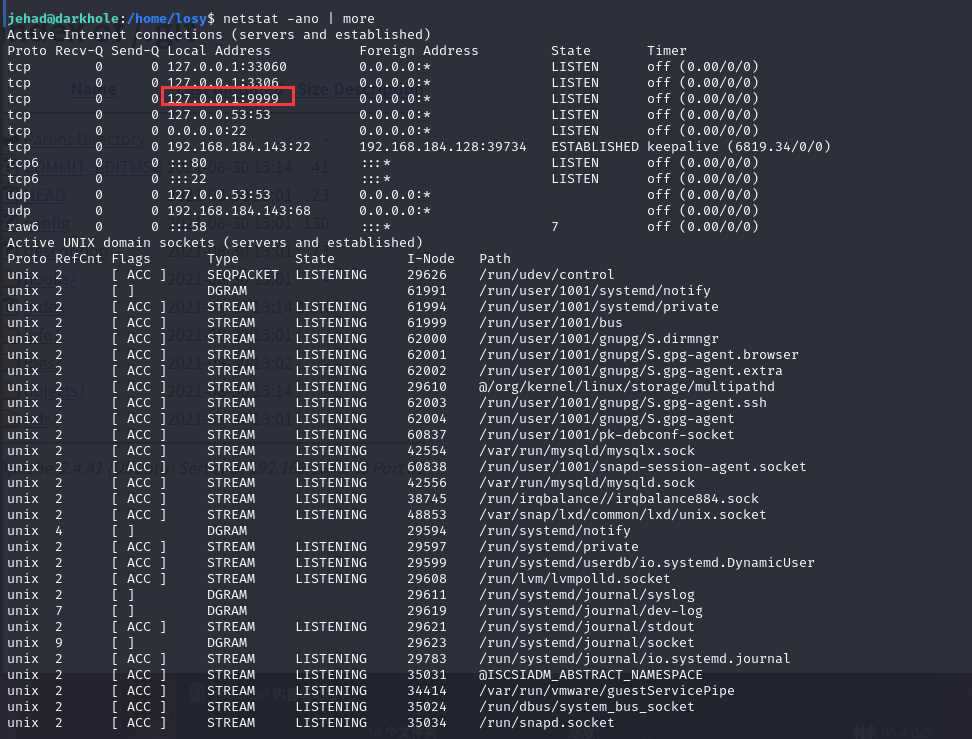 jehad@darkhole:/home/losy$ netstat -ano | more
Active Internet connections (servers and established)
Proto Recv-Q Send-Q Local Address           Foreign Address         State       Timer
tcp        0      0 127.0.0.1:33060         0.0.0.0:*               LISTEN      off (0.00/0/0)
tcp        0      0 127.0.0.1:3306          0.0.0.0:*               LISTEN      off (0.00/0/0)
tcp        0      0 127.0.0.1:9999          0.0.0.0:*               LISTEN      off (0.00/0/0)
tcp        0      0 127.0.0.53:53           0.0.0.0:*               LISTEN      off (0.00/0/0)
tcp        0      0 0.0.0.0:22              0.0.0.0:*               LISTEN      off (0.00/0/0)
tcp        0      0 192.168.184.143:22      192.168.184.128:39734   ESTABLISHED keepalive (6819.34/0/0)
tcp6       0      0 :::80                   :::*                    LISTEN      off (0.00/0/0)
tcp6       0      0 :::22                   :::*                    LISTEN      off (0.00/0/0)
udp        0      0 127.0.0.53:53           0.0.0.0:*                           off (0.00/0/0)
udp        0      0 192.168.184.143:68      0.0.0.0:*                           off (0.00/0/0)
raw6       0      0 :::58                   :::*                    7           off (0.00/0/0)
Active UNIX domain sockets (servers and established)
Proto RefCnt Flags       Type       State         I-Node   Path
unix  2      [ ACC ]     SEQPACKET  LISTENING     29626    /run/udev/control
unix  2      [ ]         DGRAM                    61991    /run/user/1001/systemd/notify
unix  2      [ ACC ]     STREAM     LISTENING     61994    /run/user/1001/systemd/private
unix  2      [ ACC ]     STREAM     LISTENING     61999    /run/user/1001/bus
unix  2      [ ACC ]     STREAM     LISTENING     62000    /run/user/1001/gnupg/S.dirmngr
unix  2      [ ACC ]     STREAM     LISTENING     62001    /run/user/1001/gnupg/S.gpg-agent.browser
unix  2      [ ACC ]     STREAM     LISTENING     62002    /run/user/1001/gnupg/S.gpg-agent.extra
unix  2      [ ACC ]     STREAM     LISTENING     29610    @/org/kernel/linux/storage/multipathd
unix  2      [ ACC ]     STREAM     LISTENING     62003    /run/user/1001/gnupg/S.gpg-agent.ssh
unix  2      [ ACC ]     STREAM     LISTENING     62004    /run/user/1001/gnupg/S.gpg-agent
unix  2      [ ACC ]     STREAM     LISTENING     60837    /run/user/1001/pk-debconf-socket
unix  2      [ ACC ]     STREAM     LISTENING     42554    /var/run/mysqld/mysqlx.sock
unix  2      [ ACC ]     STREAM     LISTENING     60838    /run/user/1001/snapd-session-agent.socket
unix  2      [ ACC ]     STREAM     LISTENING     42556    /var/run/mysqld/mysqld.sock
unix  2      [ ACC ]     STREAM     LISTENING     38745    /run/irqbalance//irqbalance884.sock
unix  2      [ ACC ]     STREAM     LISTENING     48853    /var/snap/lxd/common/lxd/unix.socket
unix  4      [ ]         DGRAM                    29594    /run/systemd/notify
unix  2      [ ACC ]     STREAM     LISTENING     29597    /run/systemd/private
unix  2      [ ACC ]     STREAM     LISTENING     29599    /run/systemd/userdb/io.systemd.DynamicUser
unix  2      [ ACC ]     STREAM     LISTENING     29608    /run/lvm/lvmpolld.socket
unix  2      [ ]         DGRAM                    29611    /run/systemd/journal/syslog
unix  7      [ ]         DGRAM                    29619    /run/systemd/journal/dev-log
unix  2      [ ACC ]     STREAM     LISTENING     29621    /run/systemd/journal/stdout
unix  9      [ ]         DGRAM                    29623    /run/systemd/journal/socket
unix  2      [ ACC ]     STREAM     LISTENING     29783    /run/systemd/journal/io.systemd.journal
unix  2      [ ACC ]     STREAM     LISTENING     35031    @ISCSIADM_ABSTRACT_NAMESPACE
unix  2      [ ACC ]     STREAM     LISTENING     34414    /var/run/vmware/guestServicePipe
unix  2      [ ACC ]     STREAM     LISTENING     35024    /run/dbus/system_bus_socket
unix  2      [ ACC ]     STREAM     LISTENING     35034    /run/snapd.socket